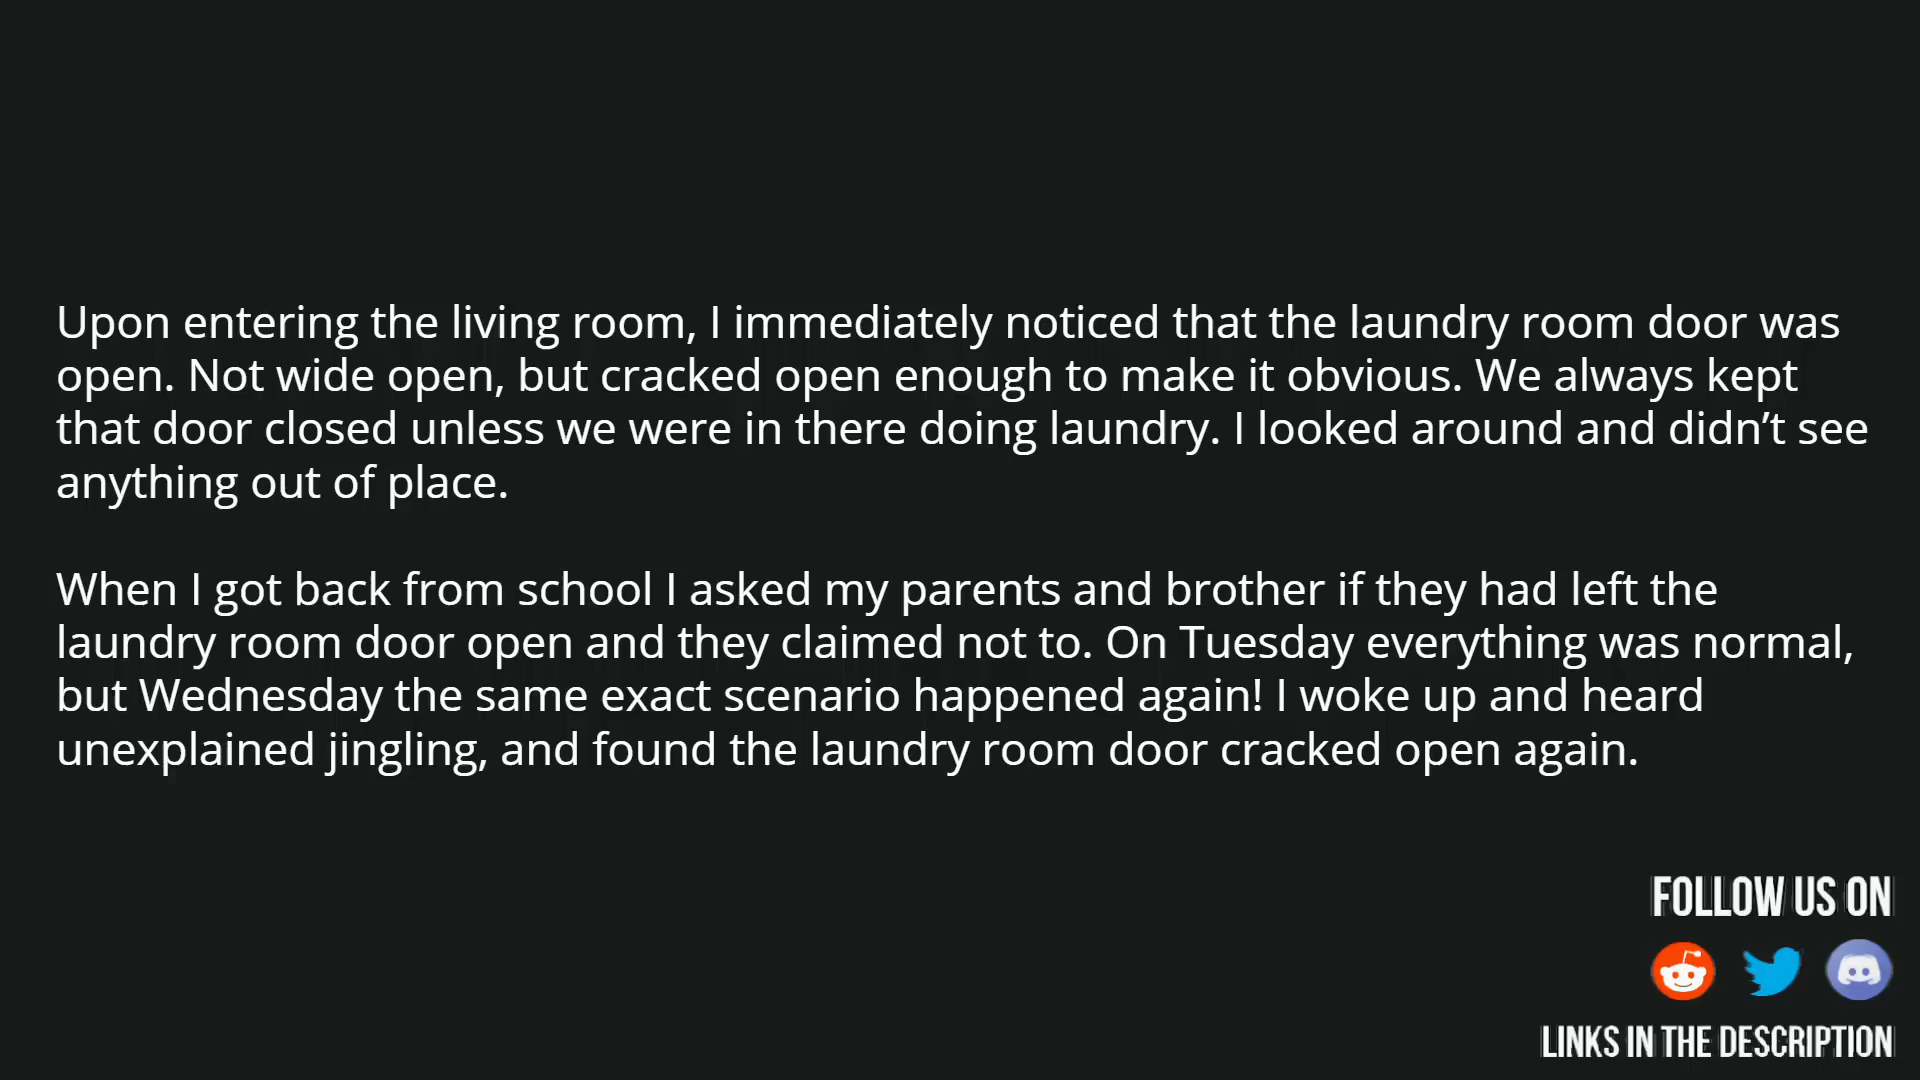 Upon entering the living room, I immediately noticed that the laundry room door was
open. Not wide open, but cracked open enough to make it obvious. We always kept
that door closed unless we were in there doing laundry. I looked around and didn’t see
anything out of place.
When I got back from school I asked my parents and brother if they had left the
laundry room door open and they claimed not to. On Tuesday everything was normal,
but Wednesday the same exact scenario happened again! I woke up and heard
unexplained jingling, and found the laundry room door cracked open again.
FOLLOW US ON
LINKS IN THE DESCRIPTION